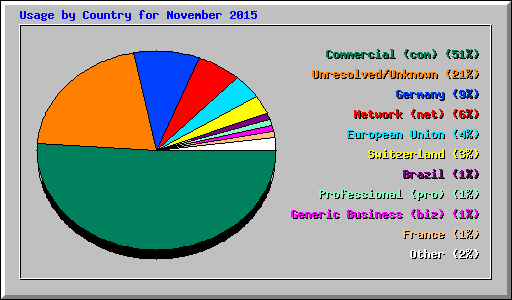 Usage by Country for November 2015
Commercial (com) (51%)
Unresolved/Unknown (21%)
Germany (9%)
Network (net) (6%)
European Union (4%)
Switzerland (3%)
Brazil (1%)
Professional (pro) (1%)
Generic Business (biz) (1%)
France (1%)
Other (2%)